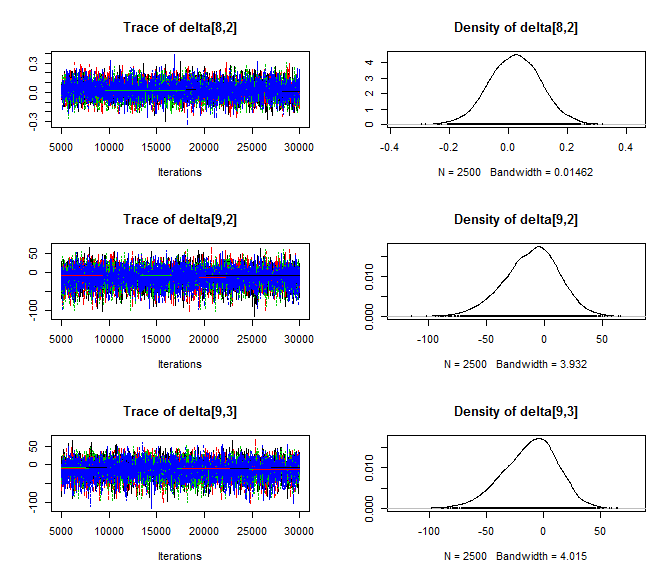 Trace of delta[8,2]
Density of delta[8,2]
-0.3 0.0 0.3
5000 10000 15000 20000 25000 30000
Iterations
0 1 2 3 4
-0.4 -0.2 0.0 0.2 0.4
N = 2500 Bandwidth = 0.01462
Trace of delta[9,2]
Density of delta[9,2]
-100 0 50
5000 10000 15000 20000 25000 30000
Iterations
0.000 0.010
-100 -50 0 50
N = 2500 Bandwidth = 3.932
Trace of delta[9,3]
Density of delta[9,3]
-100 0 50
5000 10000 15000 20000 25000 30000
Iterations
0.000 0.010
-100 -50 0 50
N = 2500 Bandwidth = 4.015